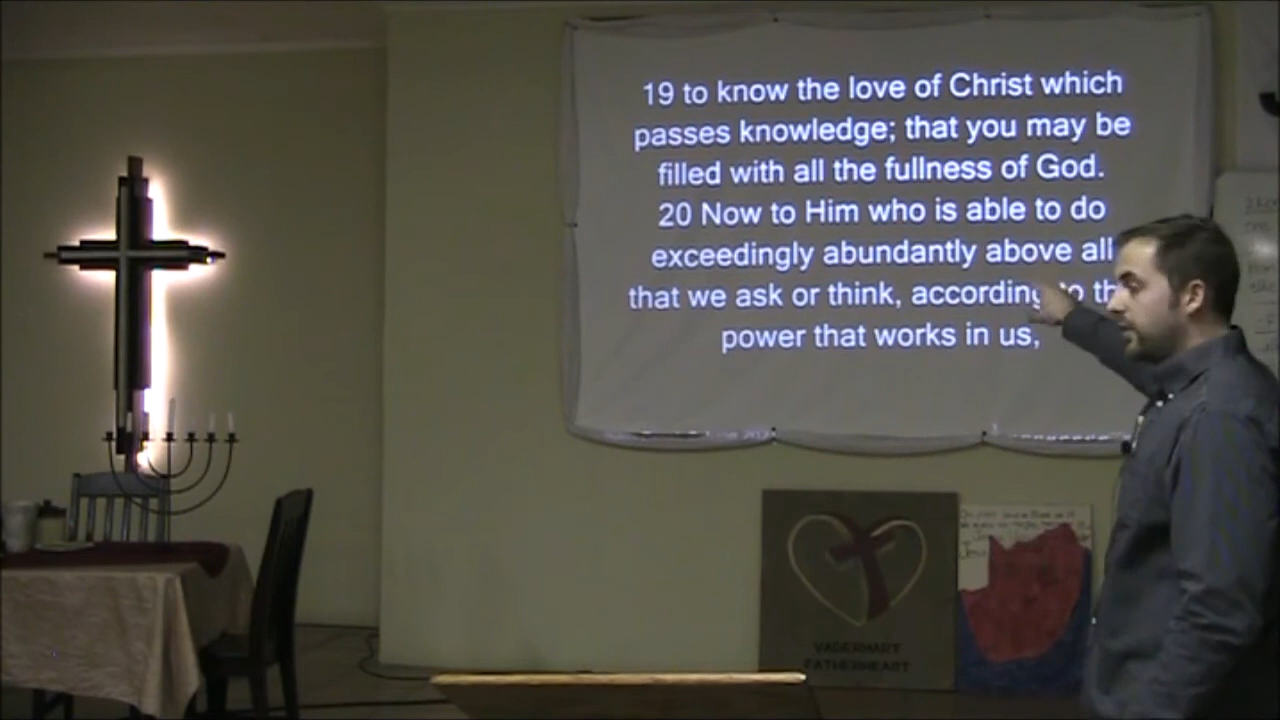 19 to know the love of Christ which
passes knowledge; that you may be
filled with all the fullness of God.
20 Now to Him who is able to do
exceedingly abundantly above all
that we ask or think, according to th
power that works in us,
VADERHART
FATHERHEART